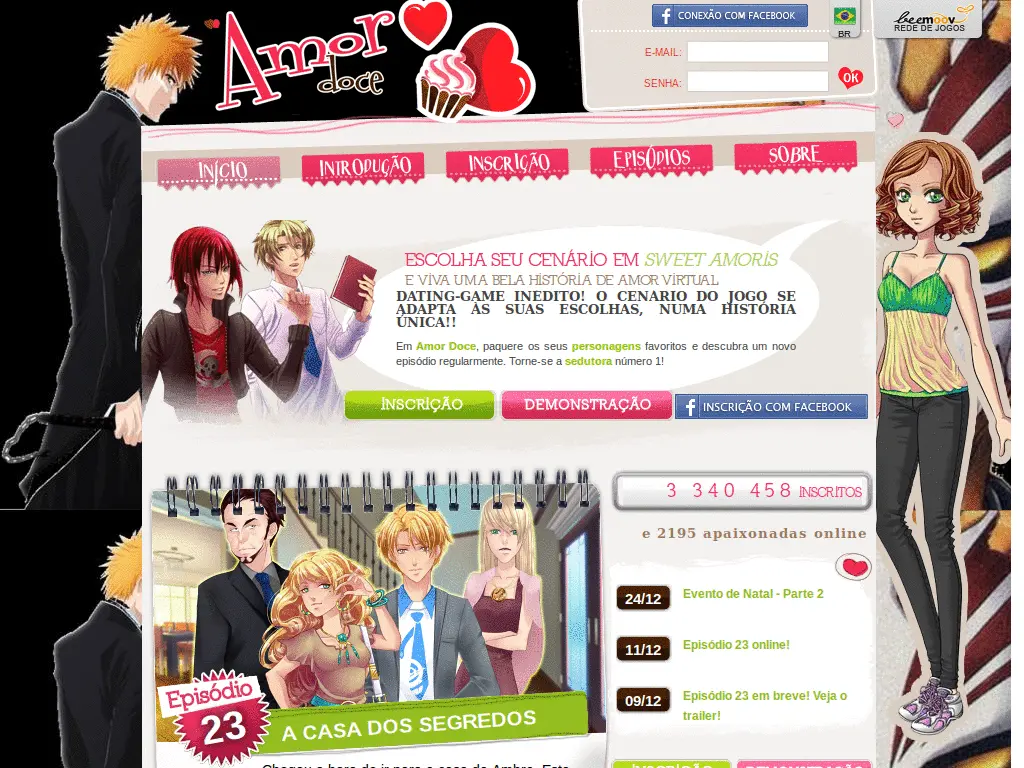 Amor
doce
CONEXÃO COM FACEBOOK
BR
beemoov
REDE DE JOGOS
E-MAIL:
SENHA:
OK
INÍCIO
INTRODUÇÃO
INSCRIÇÃO
EPISÓDIOS
SOBRE
ESCOLHA SEU CENÁRIO EM SWEET AMORIS
E VIVA UMA BELA HISTÓRIA DE AMOR VIRTUAL
DATING-GAME INEDITO! O CENARIO DO JOGO SE
ADAPTA ÀS SUAS ESCOLHAS, NUMA HISTÓRIA
ÚNICA!!
Em Amor Doce, paquere os seus personagens favoritos e descubra um novo
episódio regularmente. Torne-se a sedutora número 1!
INSCRIÇÃO
DEMONSTRAÇÃO
INSCRIÇÃO COM FACEBOOK
3 340 458 INSCRITOS
e 2195 apaixonadas online
24/12
Evento de Natal - Parte 2
11/12
Episódio 23 online!
09/12
Episódio 23 em breve! Veja o
trailer!
Episódio
23
A CASA DOS SEGREDOS
Chegou a hora de ir para a casa da Ambre. Esta
INSCRIÇÃO
DEMONSTRAÇÃO